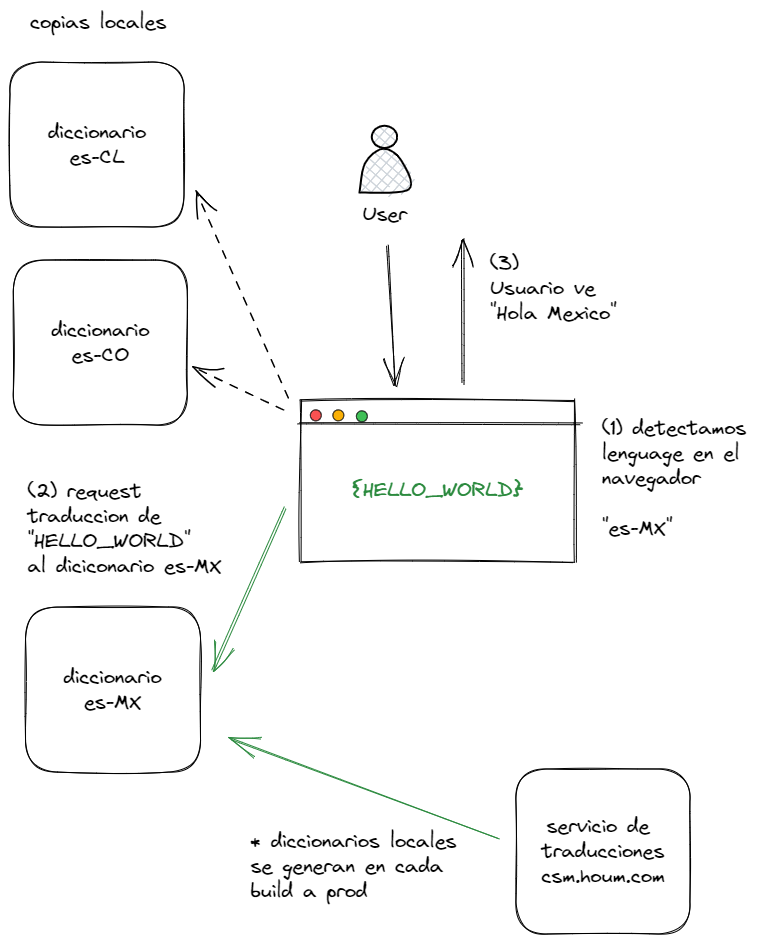 copias locales
diccionario
es-CL
User
(3)
Usuario ve
"Hola Mexico"
diccionario
es-CO
(1) detectamos
lenguage en el
navegador
"es-MX"
{HELLO_WORLD}
(2) request
traduccion de
"HELLO_WORLD"
al diciconario es-MX
diccionario
es-MX
* diccionarios locales
se generan en cada
build a prod
servicio de
traducciones
csm.houm.com